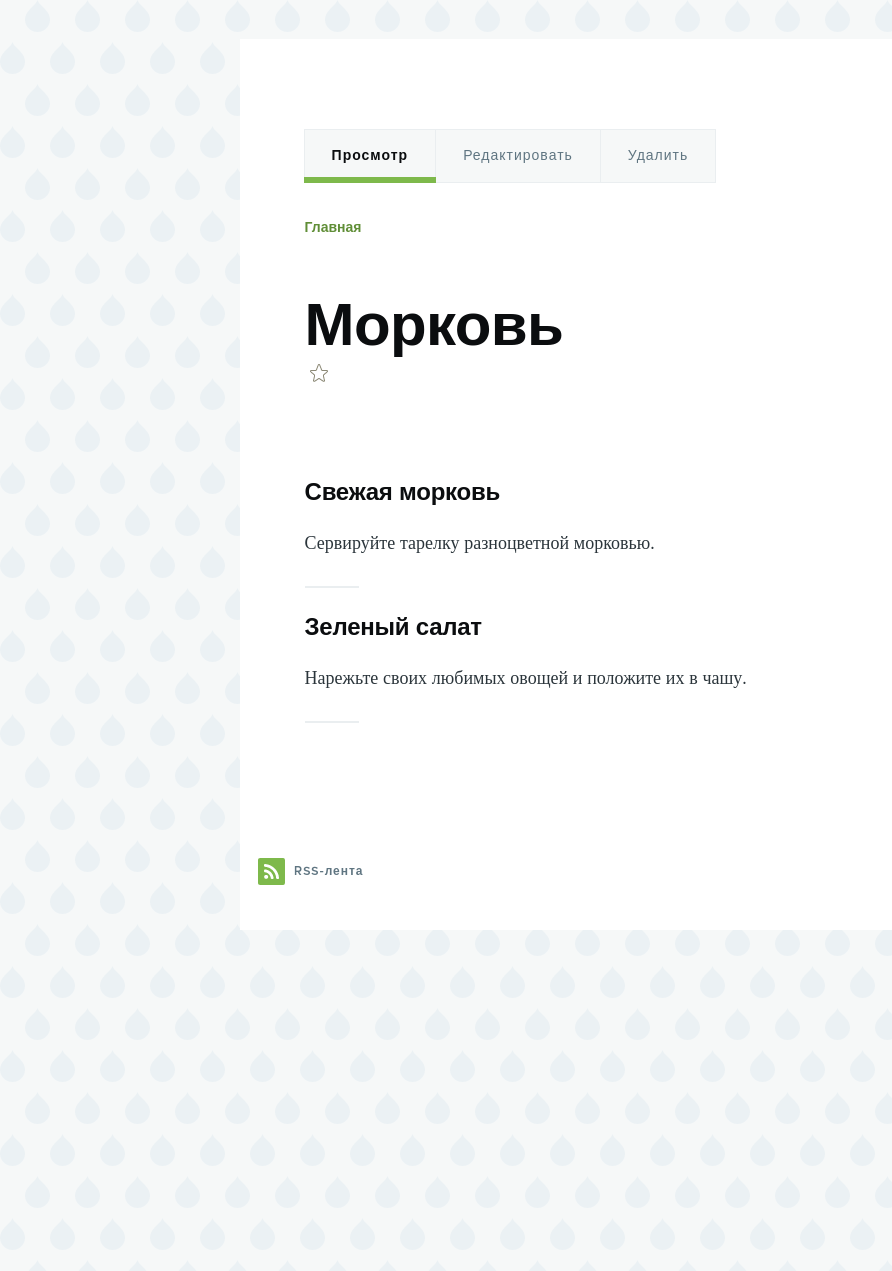 Просмотр Редактировать Удалить
Главная
Морковь
Свежая морковь
Сервируйте тарелку разноцветной морковью.
Зеленый салат
Нарежьте своих любимых овощей и положите их в чашу.
RSS-лента